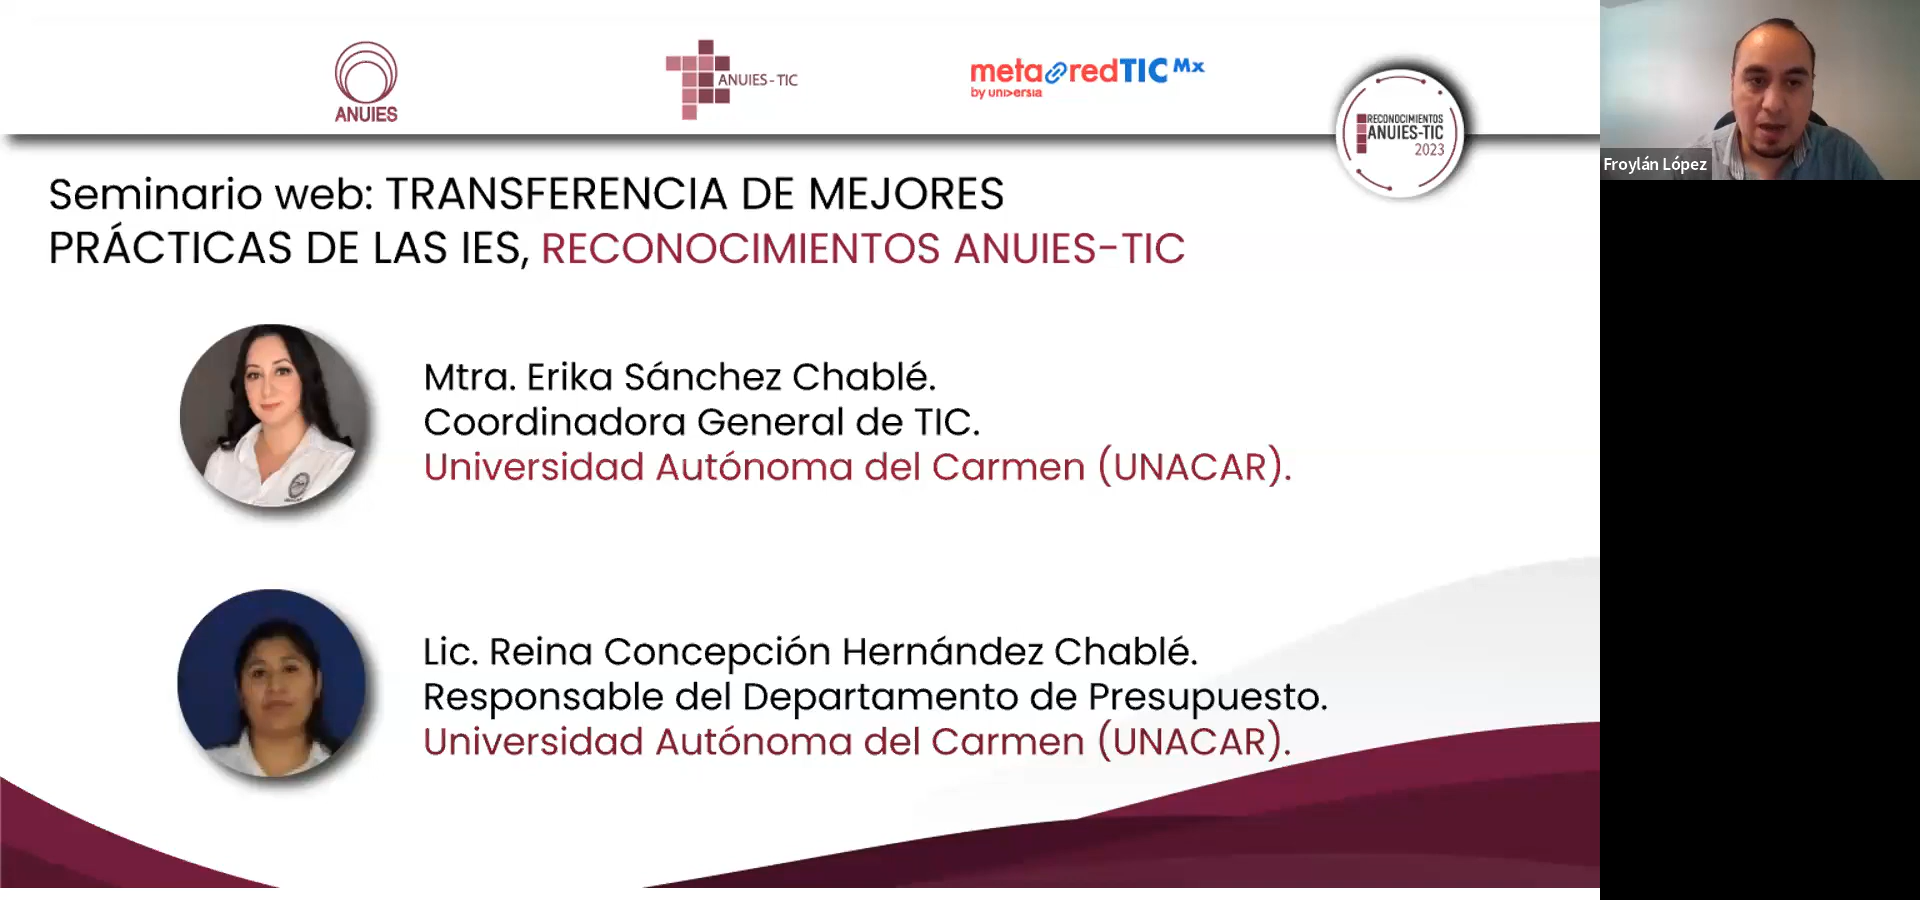 ANUIES
ANUIES-TIC
metaredTIC Mx
by universia
RECONOCIMIENTOS
ANUIES-TIC
2023
Froylán López
Seminario web: TRANSFERENCIA DE MEJORES
PRÁCTICAS DE LAS IES, RECONOCIMIENTOS ANUIES-TIC
Mtra. Erika Sánchez Chablé.
Coordinadora General de TIC.
Universidad Autónoma del Carmen (UNACAR).
Lic. Reina Concepción Hernández Chablé.
Responsable del Departamento de Presupuesto.
Universidad Autónoma del Carmen (UNACAR).